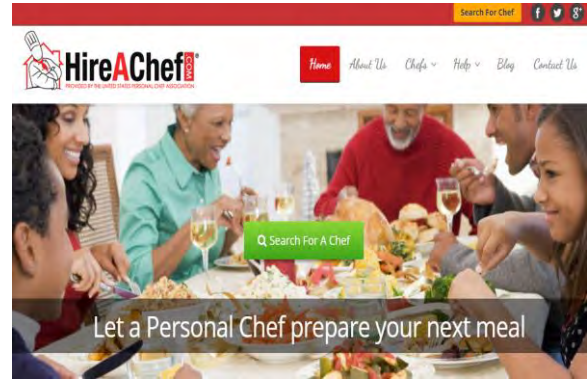 Search For Chef
HireAChef.COM®
PROVIDED BY THE UNITED STATES PERSONAL CHEF ASSOCIATION
Home About Us Chefs Help Blog Contact Us
Search For A Chef
Let a Personal Chef prepare your next meal